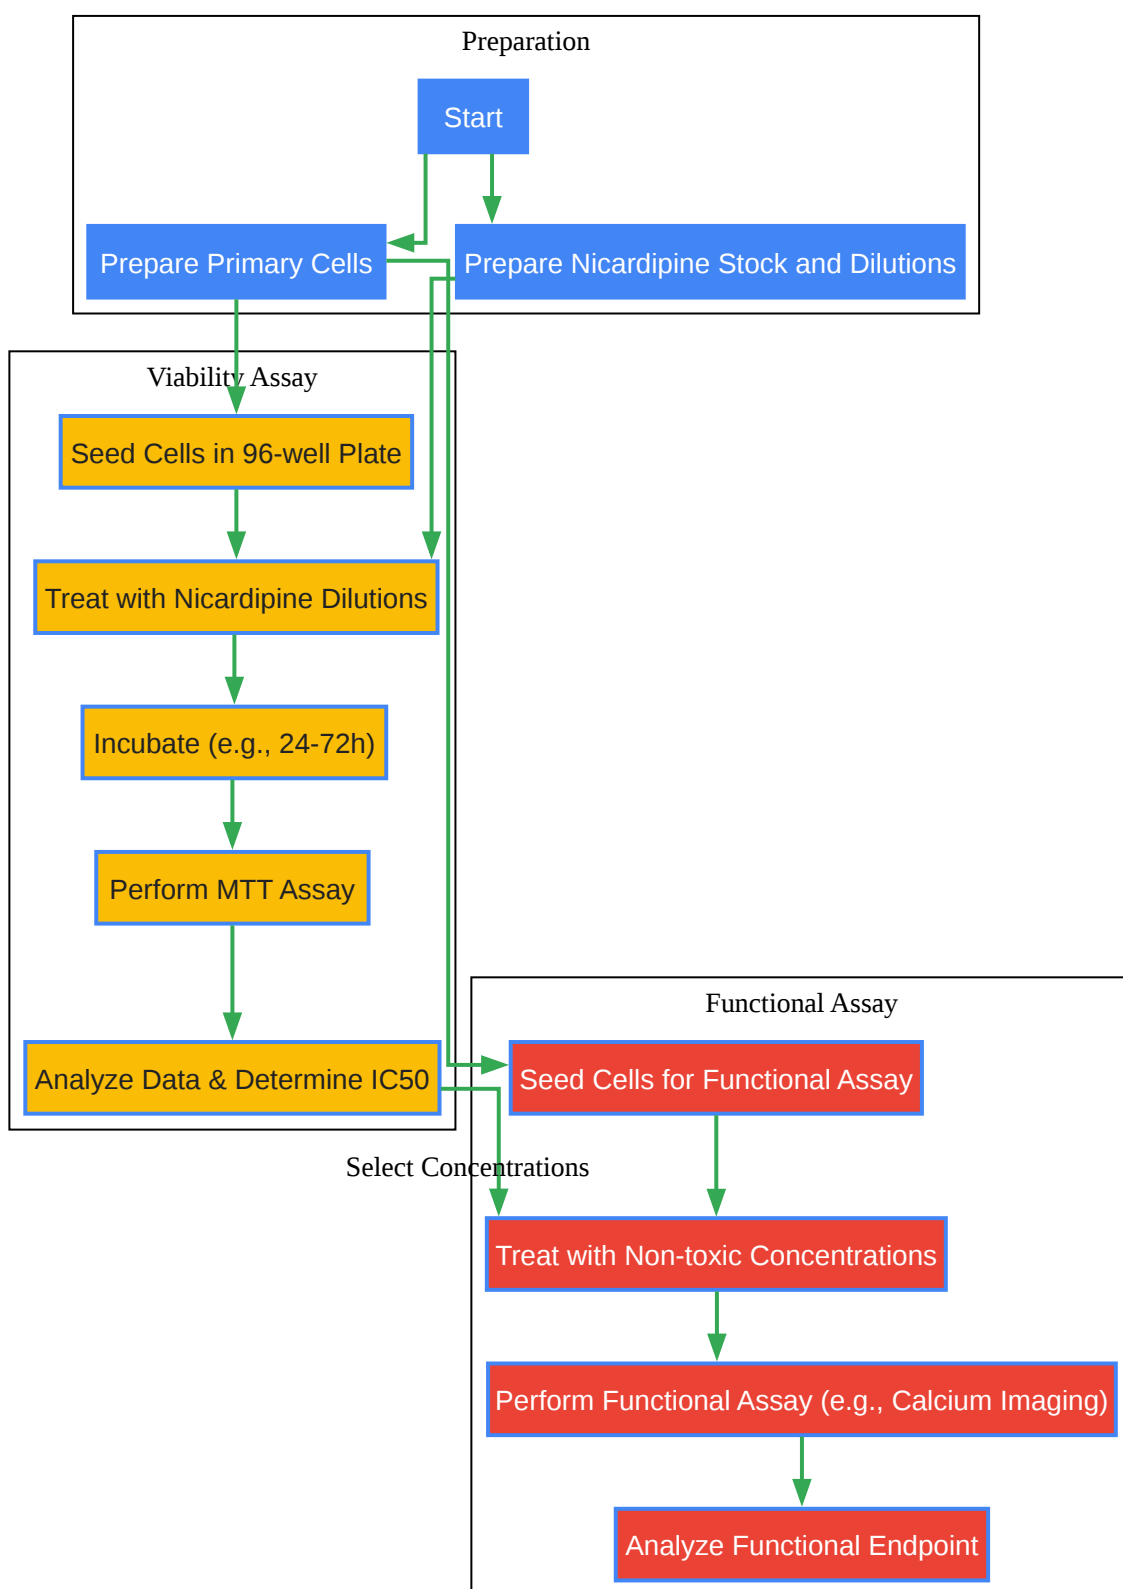 Preparation
Start
Prepare Primary Cells
Prepare Nicardipine Stock and Dilutions
Viability Assay
Seed Cells in 96-well Plate
Treat with Nicardipine Dilutions
Incubate (e.g., 24-72h)
Perform MTT Assay
Analyze Data & Determine IC50
Functional Assay
Seed Cells for Functional Assay
Select Concentrations
Treat with Non-toxic Concentrations
Perform Functional Assay (e.g., Calcium Imaging)
Analyze Functional Endpoint